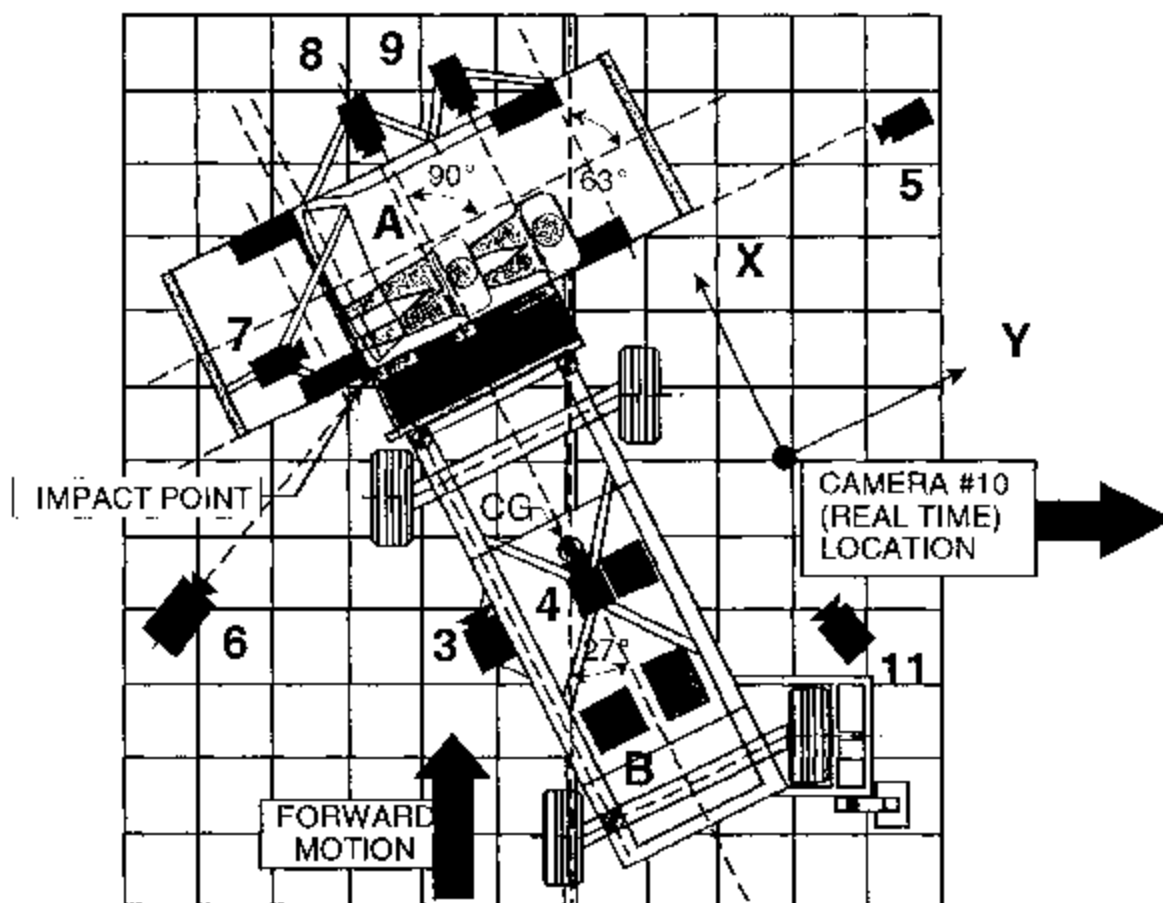 8
9
5
90°
63°
A
X
7
Y
IMPACT POINT
CG
CAMERA #10
(REAL TIME)
LOCATION
4
6
3
27°
11
B
FORWARD
MOTION